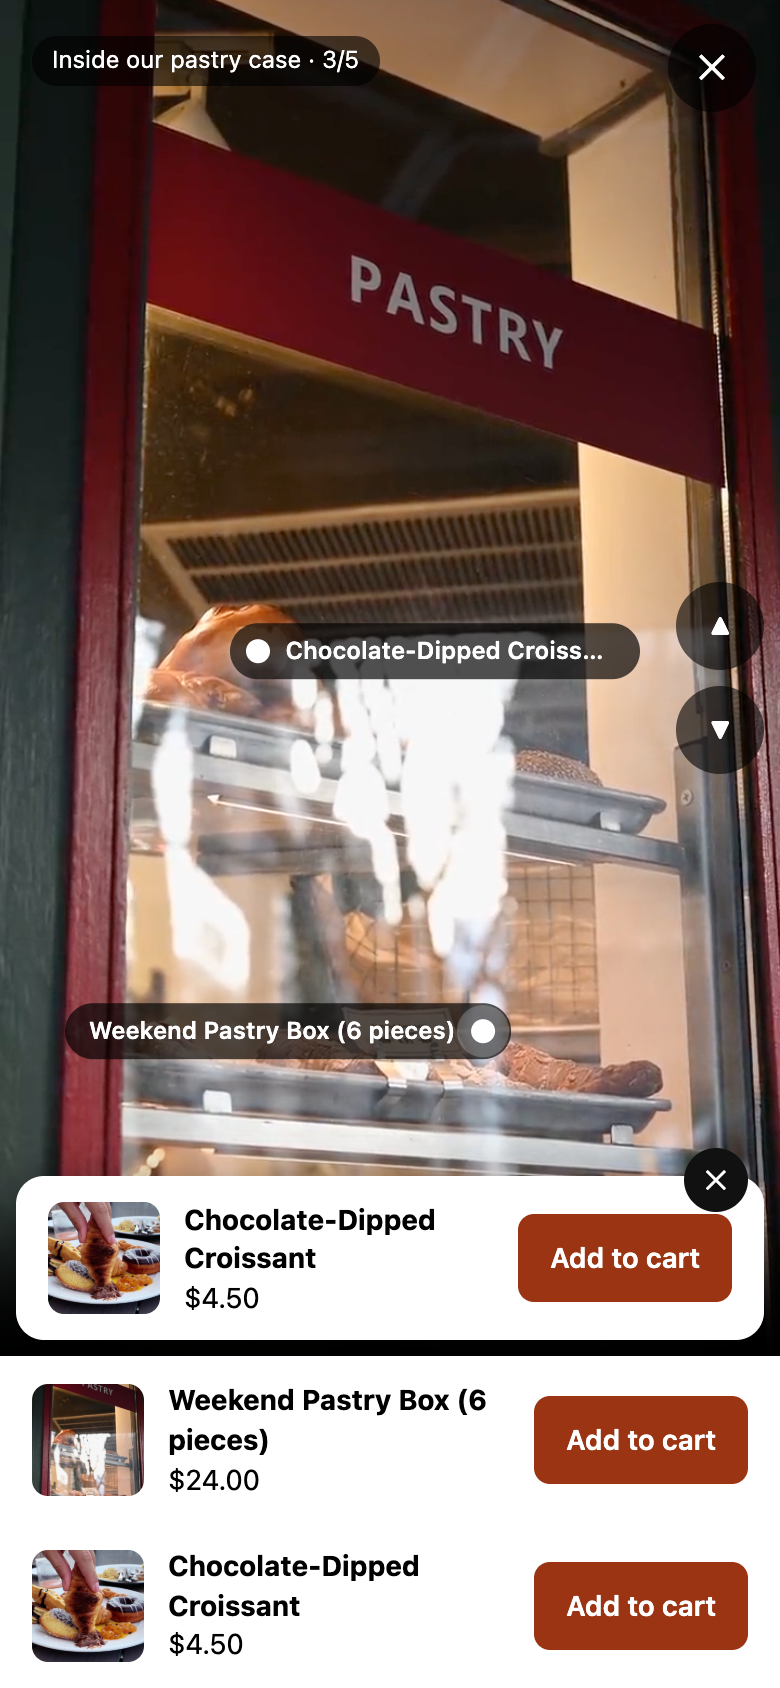 Inside our pastry case · 3/5
PASTRY
Chocolate-Dipped Croiss...
Weekend Pastry Box (6 pieces)
Chocolate-Dipped
Croissant
$4.50
Add to cart
PASTRY
Weekend Pastry Box (6
pieces)
$24.00
Add to cart
Chocolate-Dipped
Croissant
$4.50
Add to cart